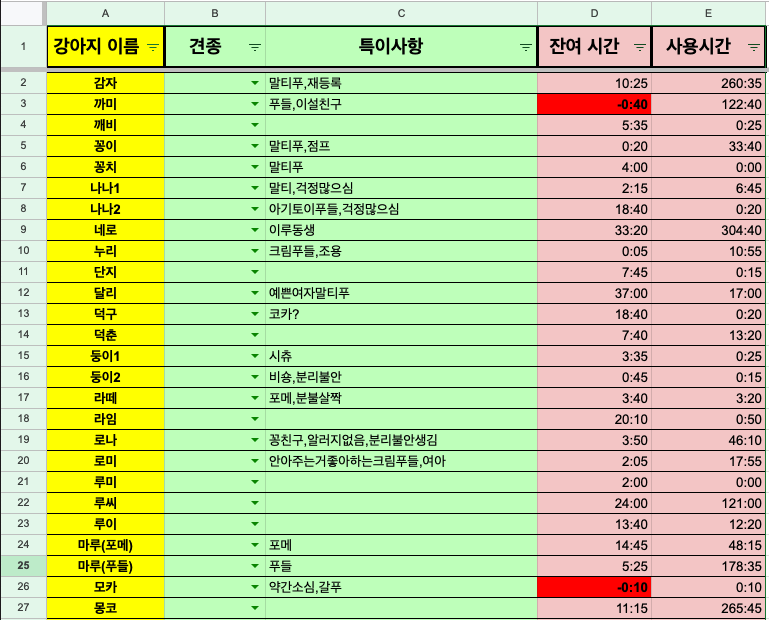 A B C D E
1 강아지 이름 견종 특이사항 잔여 시간 사용시간
2 감자 말티푸,재등록 10:25 260:35
3 까미 푸들,이설친구 -0:40 122:40
4 깨비 5:35 0:25
5 꽁이 말티푸,점프 0:20 33:40
6 꽁치 말티푸 4:00 0:00
7 나나1 말티,걱정많으심 2:15 6:45
8 나나2 아기토이푸들,걱정많으심 18:40 0:20
9 네로 이루동생 33:20 304:40
10 누리 크림푸들,조용 0:05 10:55
11 단지 7:45 0:15
12 달리 예쁜여자말티푸 37:00 17:00
13 덕구 코카? 18:40 0:20
14 덕춘 7:40 13:20
15 둥이1 시츄 3:35 0:25
16 둥이2 비숑,분리불안 0:45 0:15
17 라떼 포메,분불살짝 3:40 3:20
18 라임 20:10 0:50
19 로나 꽁친구,알러지없음,분리불안생김 3:50 46:10
20 로미 안아주는거좋아하는크림푸들,여아 2:05 17:55
21 루미 2:00 0:00
22 루씨 24:00 121:00
23 루이 13:40 12:20
24 마루(포메) 포메 14:45 48:15
25 마루(푸들) 푸들 5:25 178:35
26 모카 약간소심,갈푸 -0:10 0:10
27 몽코 11:15 265:45